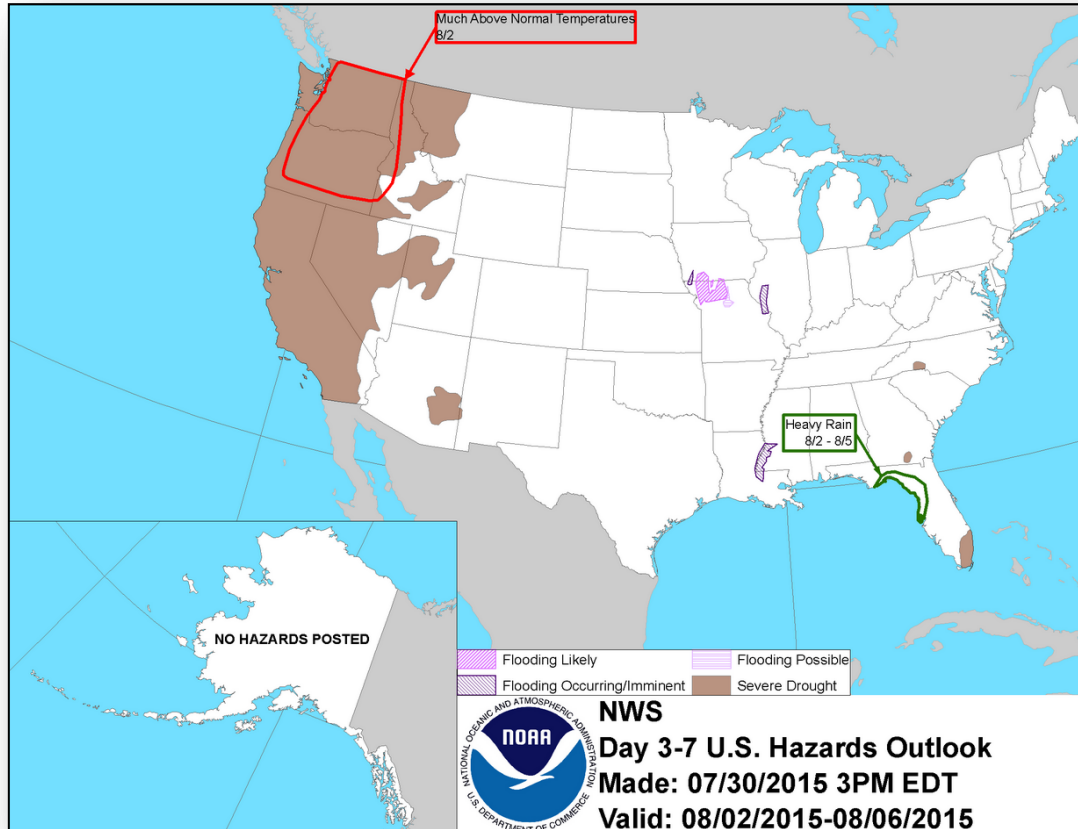 Much Above Normal Temperatures
8/2
Heavy Rain
8/2 - 8/5
NO HAZARDS POSTED
Flooding Likely
Flooding Possible
Flooding Occurring/Imminent
Severe Drought
NATIONAL OCEANIC AND ATMOSPHERIC ADMINISTRATION
NOAA
U.S. DEPARTMENT OF COMMERCE
NWS
Day 3-7 U.S. Hazards Outlook
Made: 07/30/2015 3PM EDT
Valid: 08/02/2015-08/06/2015